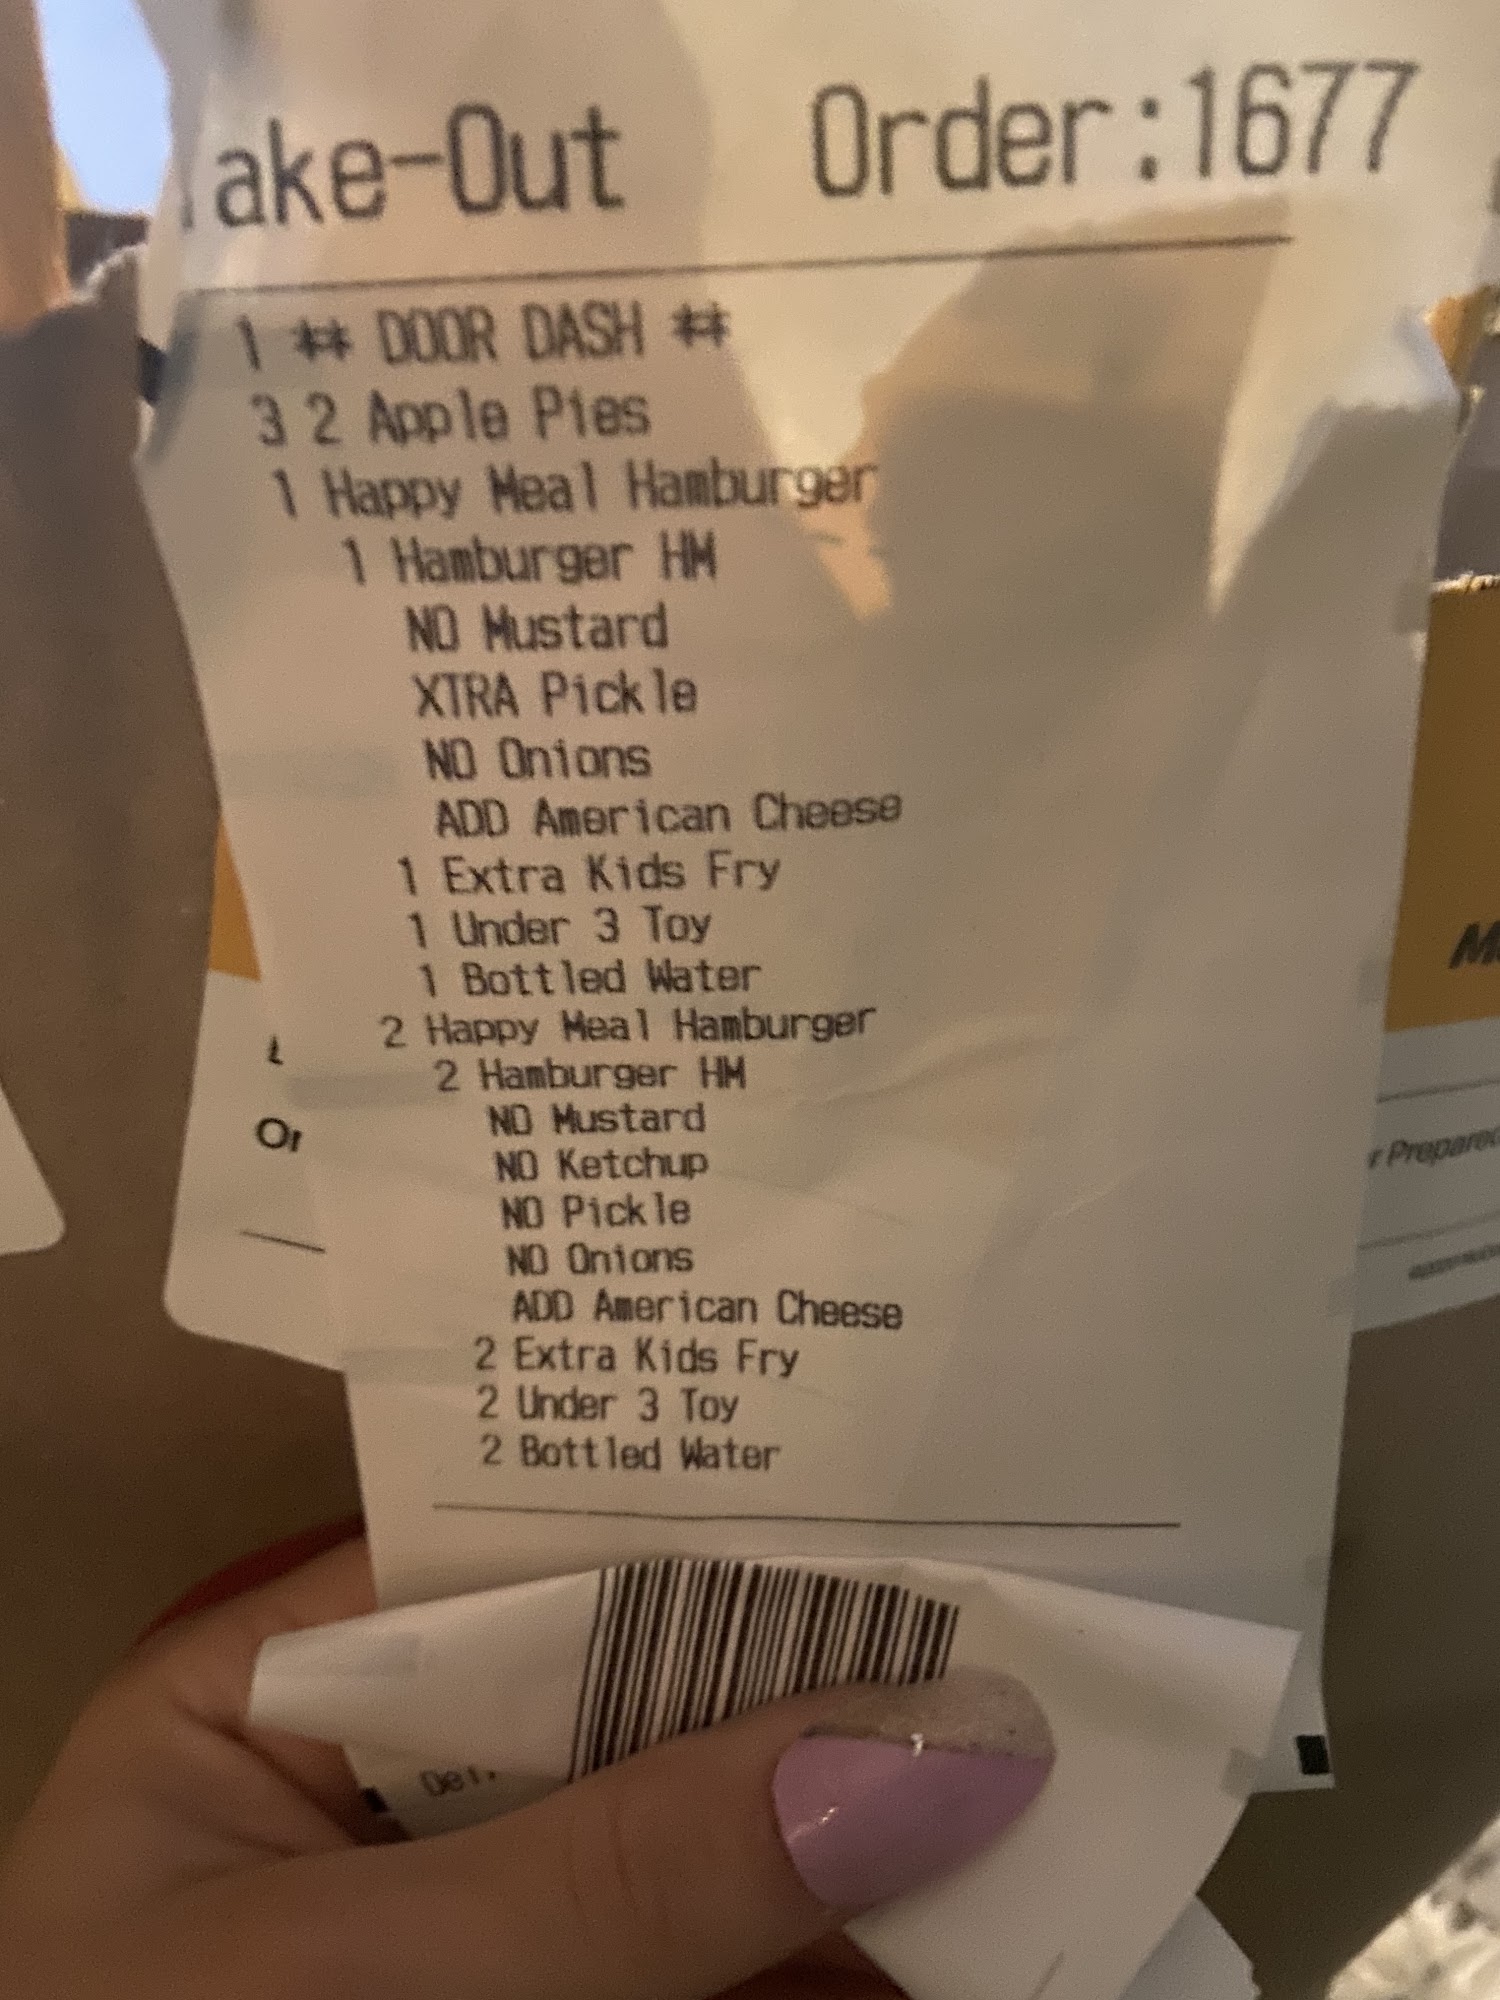 Take-Out Order:1677
1 ## DOOR DASH ##
3 2 Apple Pies
1 Happy Meal Hamburger
1 Hamburger HM
NO Mustard
XTRA Pickle
NO Onions
ADD American Cheese
1 Extra Kids Fry
1 Under 3 Toy
1 Bottled Water
2 Happy Meal Hamburger
2 Hamburger HM
NO Mustard
NO Ketchup
NO Pickle
NO Onions
ADD American Cheese
2 Extra Kids Fry
2 Under 3 Toy
2 Bottled Water